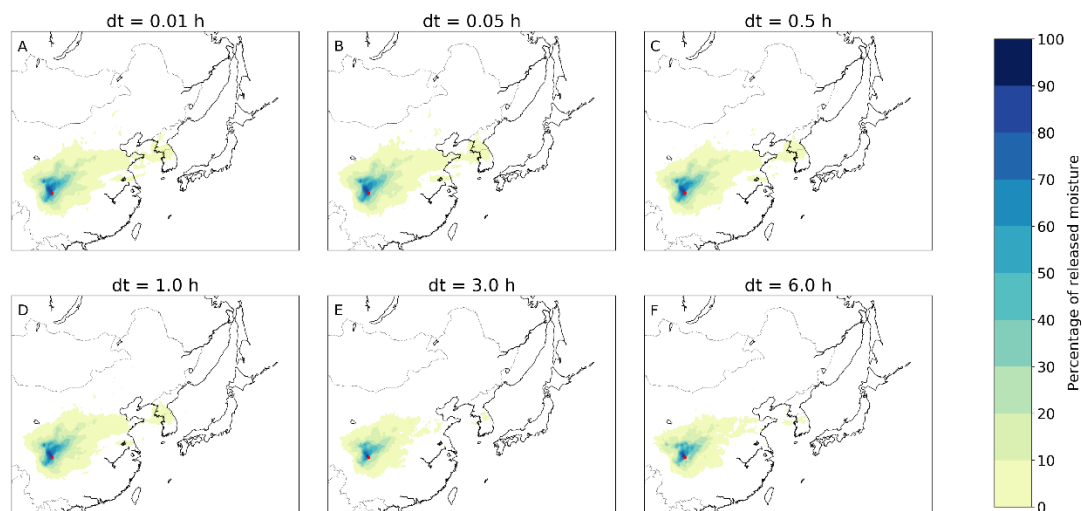 dt = 0.01 h
dt = 0.05 h
dt = 0.5 h
A
B
C
dt = 1.0 h
dt = 3.0 h
dt = 6.0 h
D
E
F
100
90
80
70
60
50
40
30
20
10
0
Percentage of released moisture